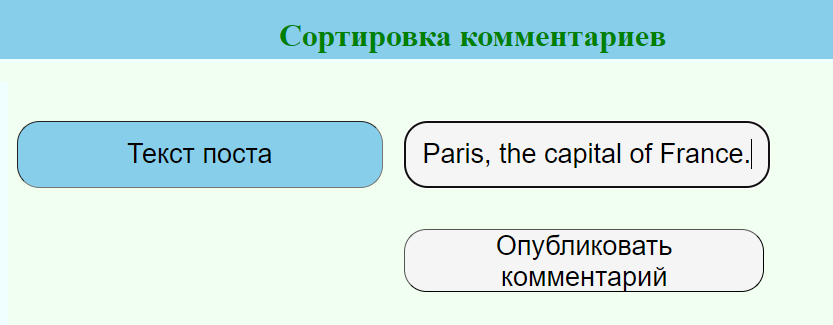 Сортировка комментариев
Текст поста
Paris, the capital of France.
Опубликовать
комментарий